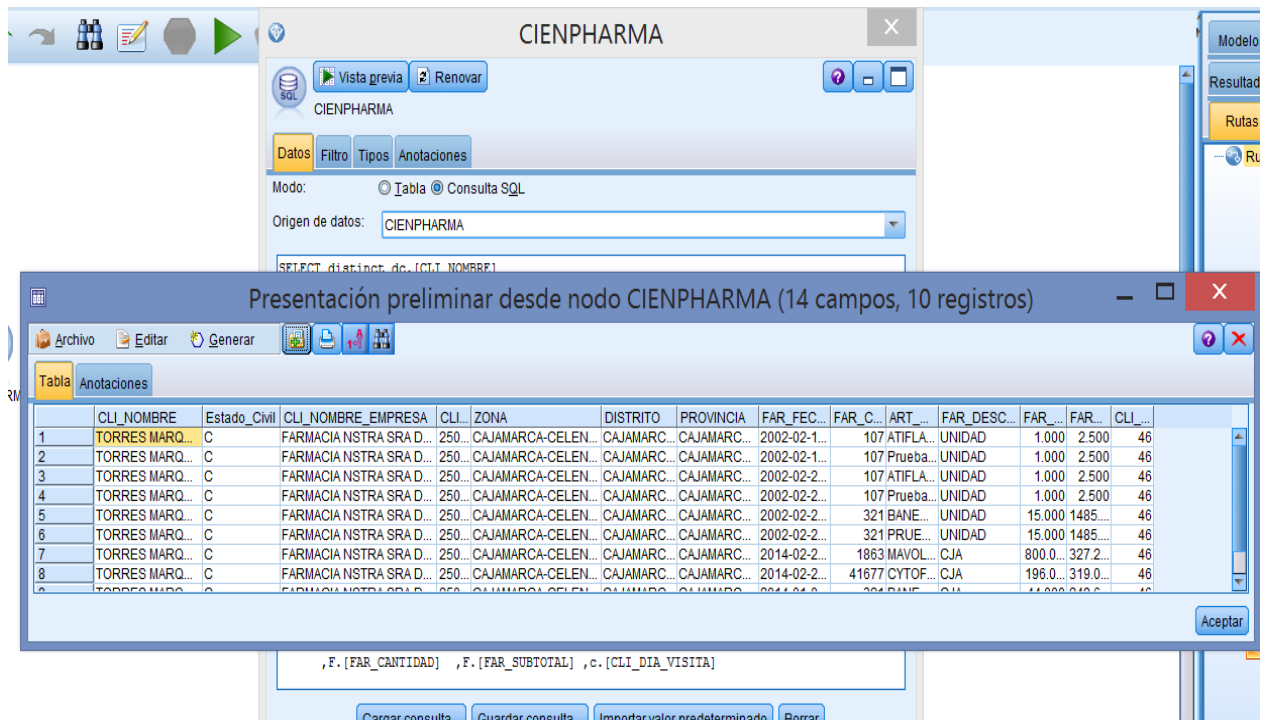 CIENPHARMA
X
Modelo
Vista previa Renovar
SQL
CIENPHARMA
Resultad
Rutas
Ru
Datos Filtro Tipos Anotaciones
Modo: Tabla Consulta SQL
Origen de datos: CIENPHARMA
SELECT distinct dc.[CLI_NOMBRE]
Presentación preliminar desde nodo CIENPHARMA (14 campos, 10 registros)
X
Archivo Editar Generar
Tabla Anotaciones
RM
CLI_NOMBRE Estado_Civil CLI_NOMBRE_EMPRESA CLI... ZONA DISTRITO PROVINCIA FAR_FEC... FAR_C... ART_... FAR_DESC... FAR_... FAR... CLI_...
1 TORRES MARQ... C FARMACIA NSTRA SRA D... 250... CAJAMARCA-CELEN... CAJAMARC... CAJAMARC... 2002-02-1... 107 ATIFLA... UNIDAD 1.000 2.500 46
2 TORRES MARQ... C FARMACIA NSTRA SRA D... 250... CAJAMARCA-CELEN... CAJAMARC... CAJAMARC... 2002-02-1... 107 Prueba... UNIDAD 1.000 2.500 46
3 TORRES MARQ... C FARMACIA NSTRA SRA D... 250... CAJAMARCA-CELEN... CAJAMARC... CAJAMARC... 2002-02-2... 107 ATIFLA... UNIDAD 1.000 2.500 46
4 TORRES MARQ... C FARMACIA NSTRA SRA D... 250... CAJAMARCA-CELEN... CAJAMARC... CAJAMARC... 2002-02-2... 107 Prueba... UNIDAD 1.000 2.500 46
5 TORRES MARQ... C FARMACIA NSTRA SRA D... 250... CAJAMARCA-CELEN... CAJAMARC... CAJAMARC... 2002-02-2... 321 BANE... UNIDAD 15.000 1485.... 46
6 TORRES MARQ... C FARMACIA NSTRA SRA D... 250... CAJAMARCA-CELEN... CAJAMARC... CAJAMARC... 2002-02-2... 321 PRUE... UNIDAD 15.000 1485.... 46
7 TORRES MARQ... C FARMACIA NSTRA SRA D... 250... CAJAMARCA-CELEN... CAJAMARC... CAJAMARC... 2014-02-2... 1863 MAVOL... CJA 800.0... 327.2... 46
8 TORRES MARQ... C FARMACIA NSTRA SRA D... 250... CAJAMARCA-CELEN... CAJAMARC... CAJAMARC... 2014-02-2... 41677 CYTOF... CJA 196.0... 319.0... 46
Aceptar
,F.[FAR_CANTIDAD] ,F.[FAR_SUBTOTAL] ,c.[CLI_DIA_VISITA]
Cargar consulta... Guardar consulta... Importar valor predeterminado Borrar